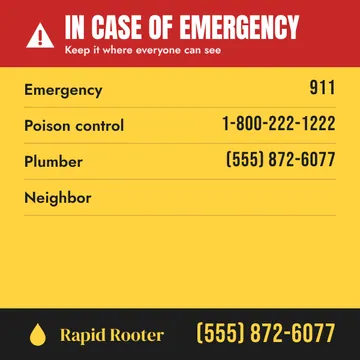 IN CASE OF EMERGENCY
Keep it where everyone can see
Emergency 911
Poison control 1-800-222-1222
Plumber (555) 872-6077
Neighbor
Rapid Rooter (555) 872-6077